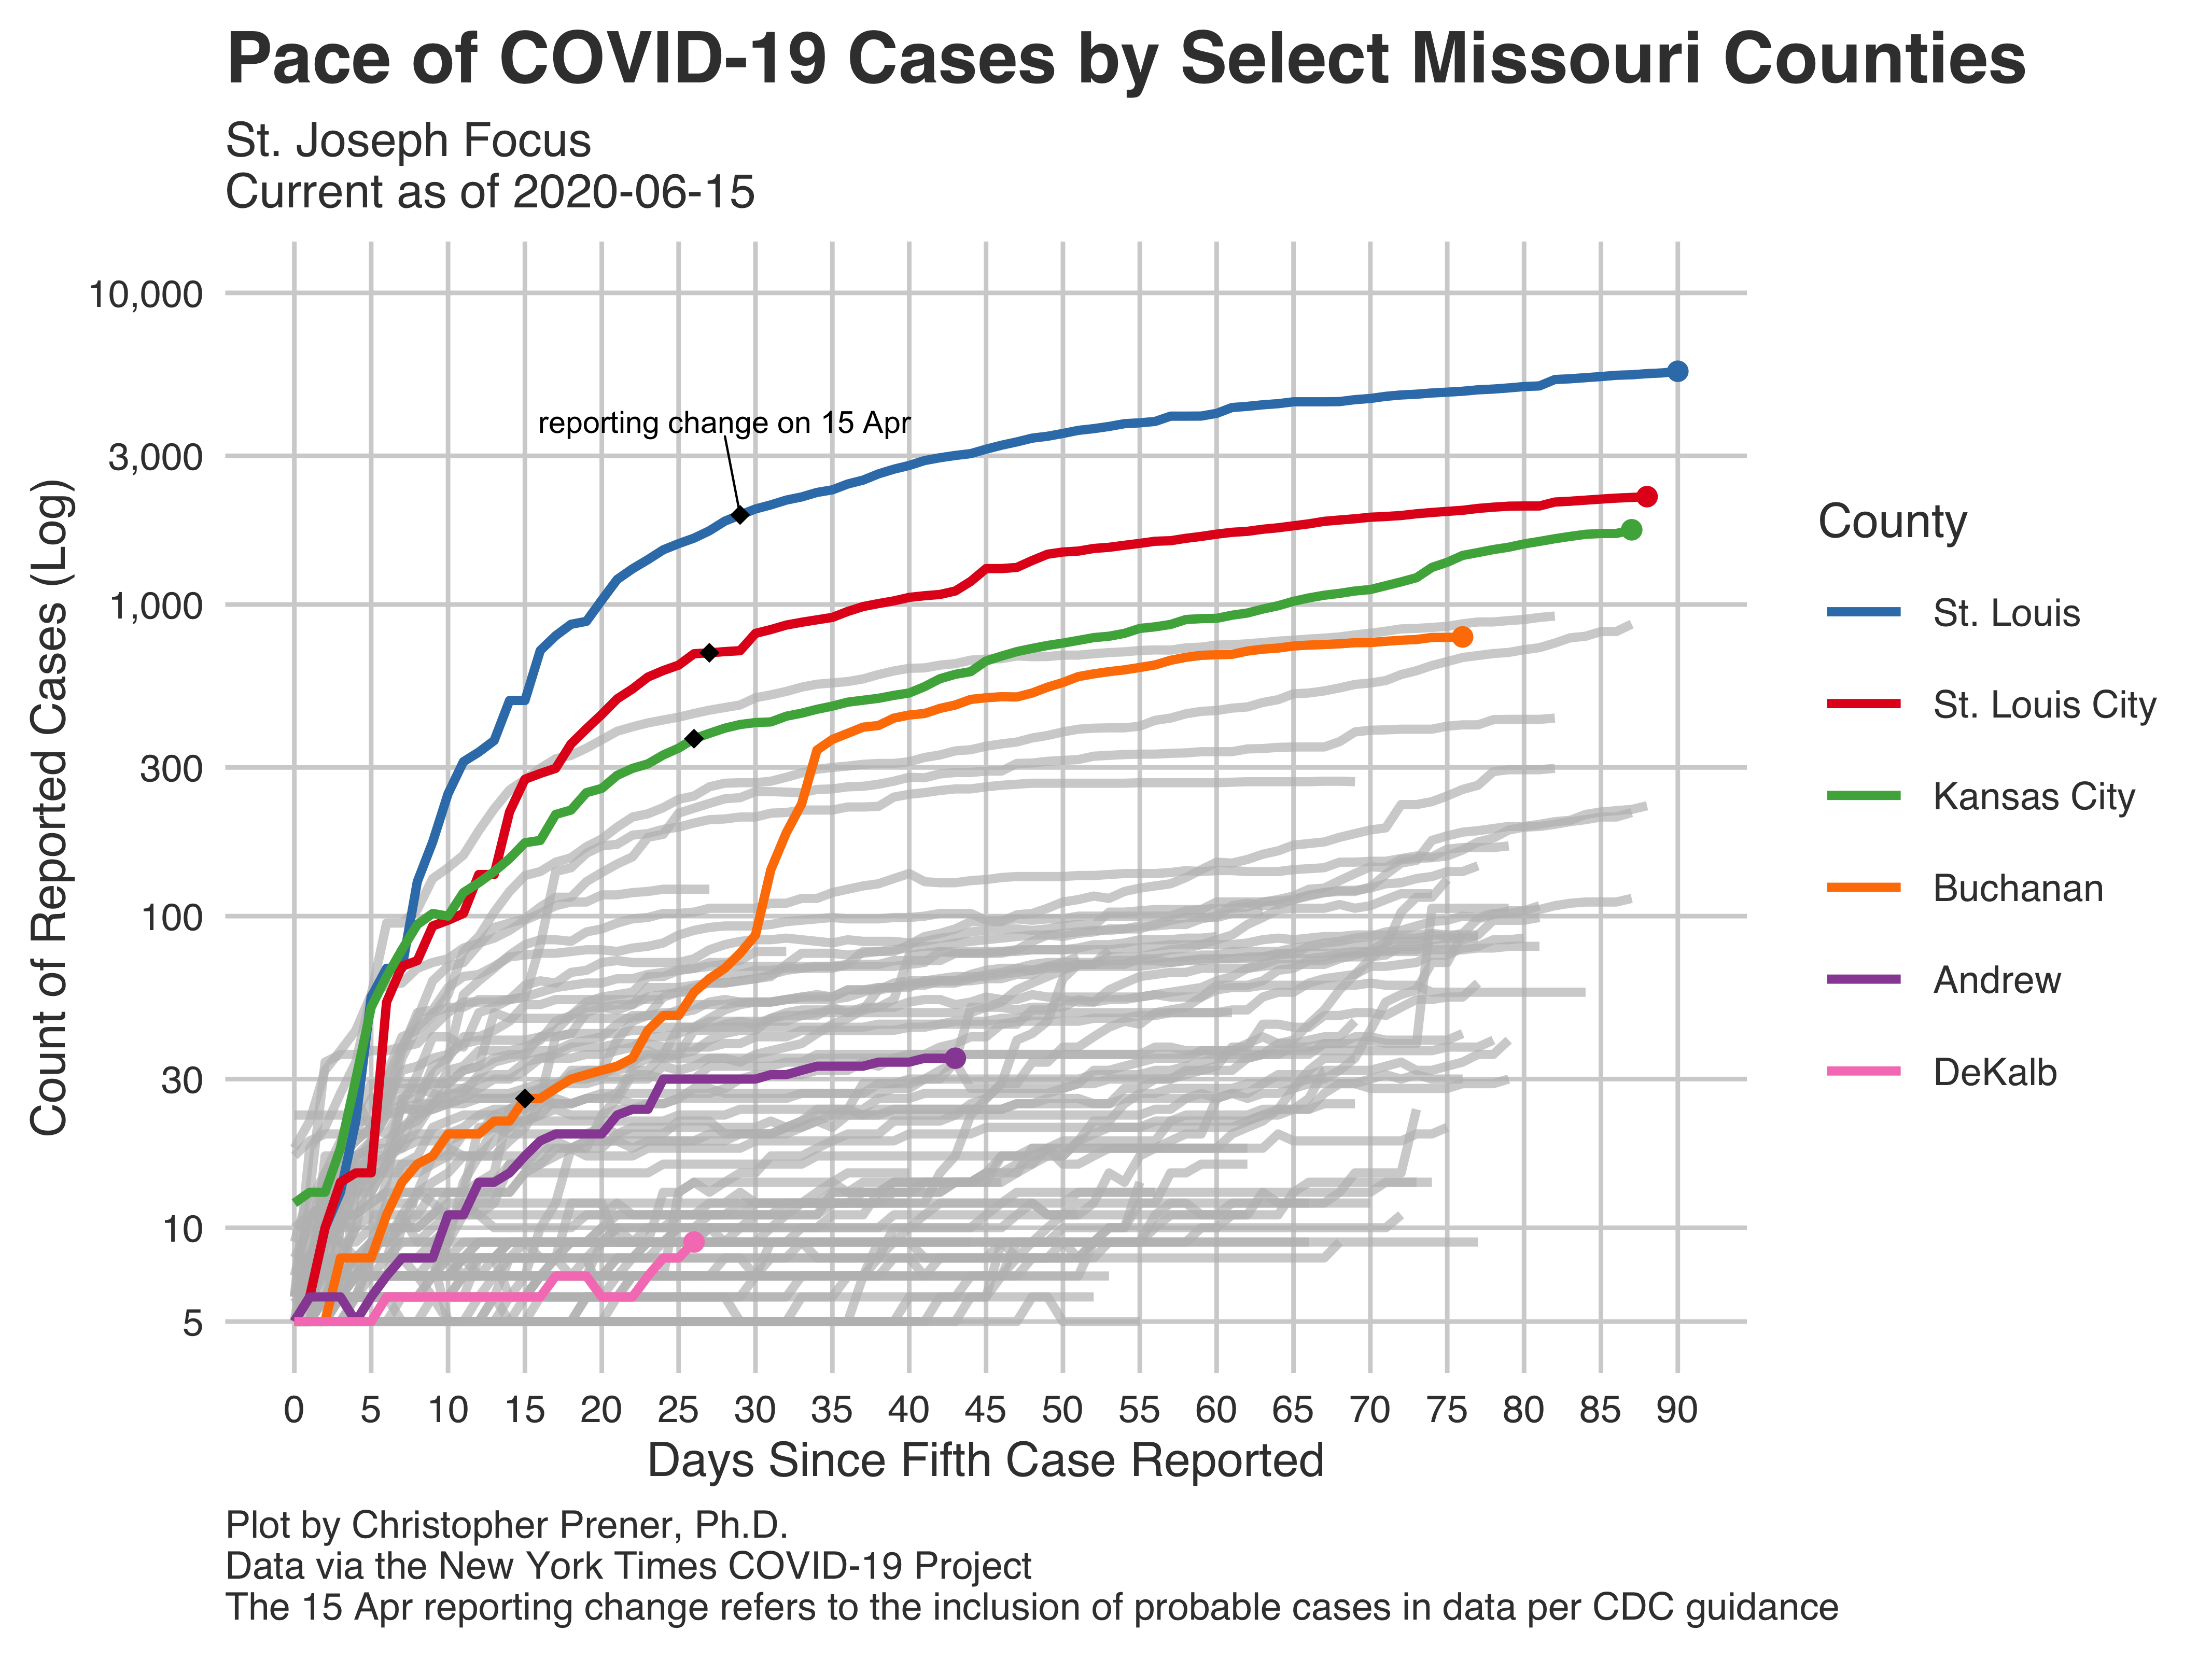 Pace of COVID-19 Cases by Select Missouri Counties
St. Joseph Focus
Current as of 2020-06-15
10,000
3,000
1,000
300
100
30
10
5
Count of Reported Cases (Log)
reporting change on 15 Apr
0 5 10 15 20 25 30 35 40 45 50 55 60 65 70 75 80 85 90
Days Since Fifth Case Reported
County
St. Louis
St. Louis City
Kansas City
Buchanan
Andrew
DeKalb
Plot by Christopher Prener, Ph.D.
Data via the New York Times COVID-19 Project
The 15 Apr reporting change refers to the inclusion of probable cases in data per CDC guidance